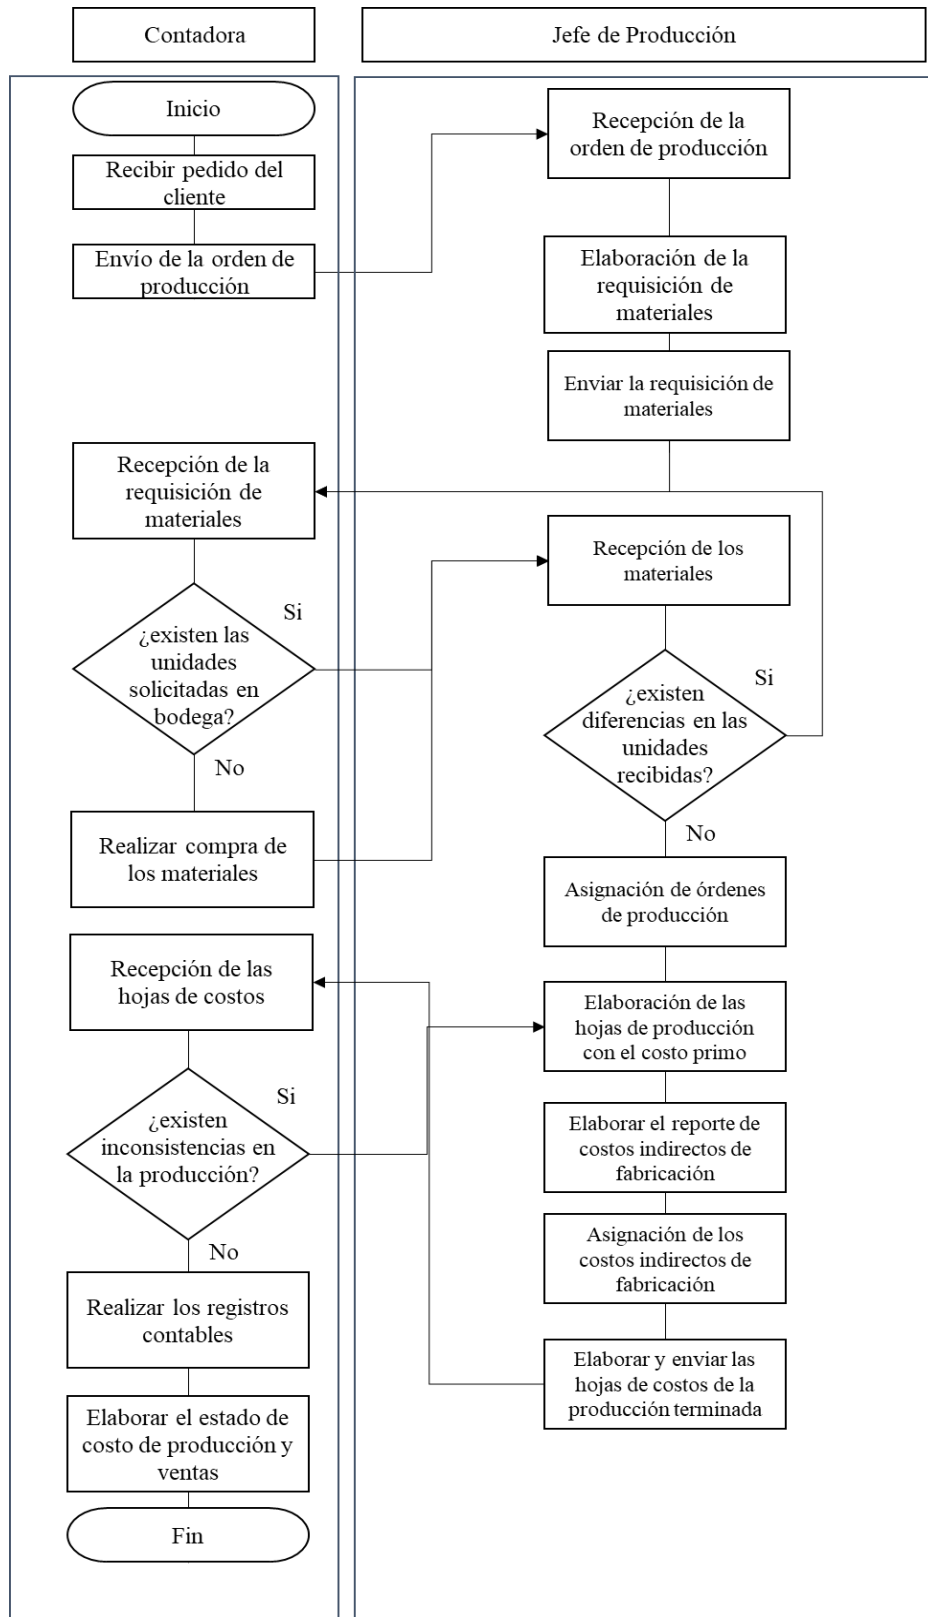 Contadora
Jefe de Producción
Inicio
Recibir pedido del
cliente
Envío de la orden de
producción
Recepción de la
orden de producción
Elaboración de la
requisición de
materiales
Enviar la requisición de
materiales
Recepción de la
requisición de
materiales
Si
¿existen las
unidades
solicitadas en
bodega?
No
Realizar compra de
los materiales
Recepción de los
materiales
Si
¿existen
diferencias en las
unidades
recibidas?
No
Asignación de órdenes
de producción
Elaboración de las
hojas de producción
con el costo primo
Elaborar el reporte de
costos indirectos de
fabricación
Asignación de los
costos indirectos de
fabricación
Elaborar y enviar las
hojas de costos de la
producción terminada
Recepción de las
hojas de costos
Si
¿existen
inconsistencias en
la producción?
No
Realizar los registros
contables
Elaborar el estado de
costo de producción y
ventas
Fin